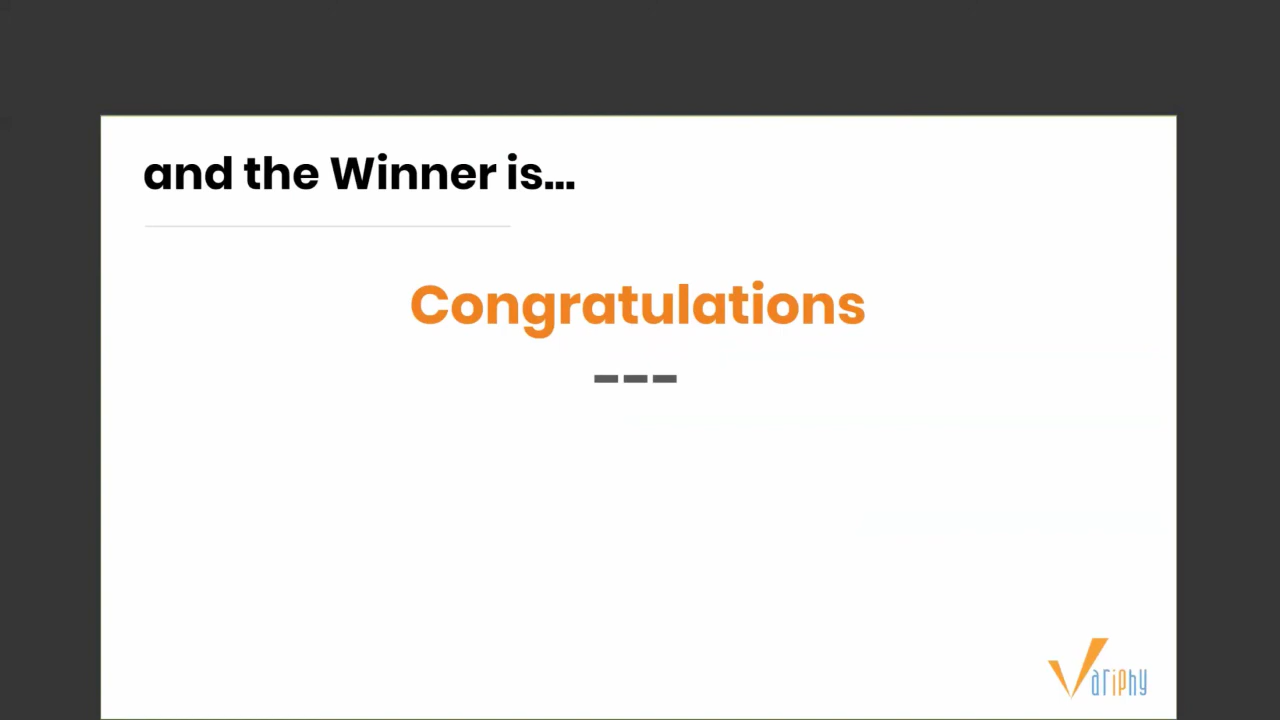 and the Winner is...
Congratulations
---
Variphy